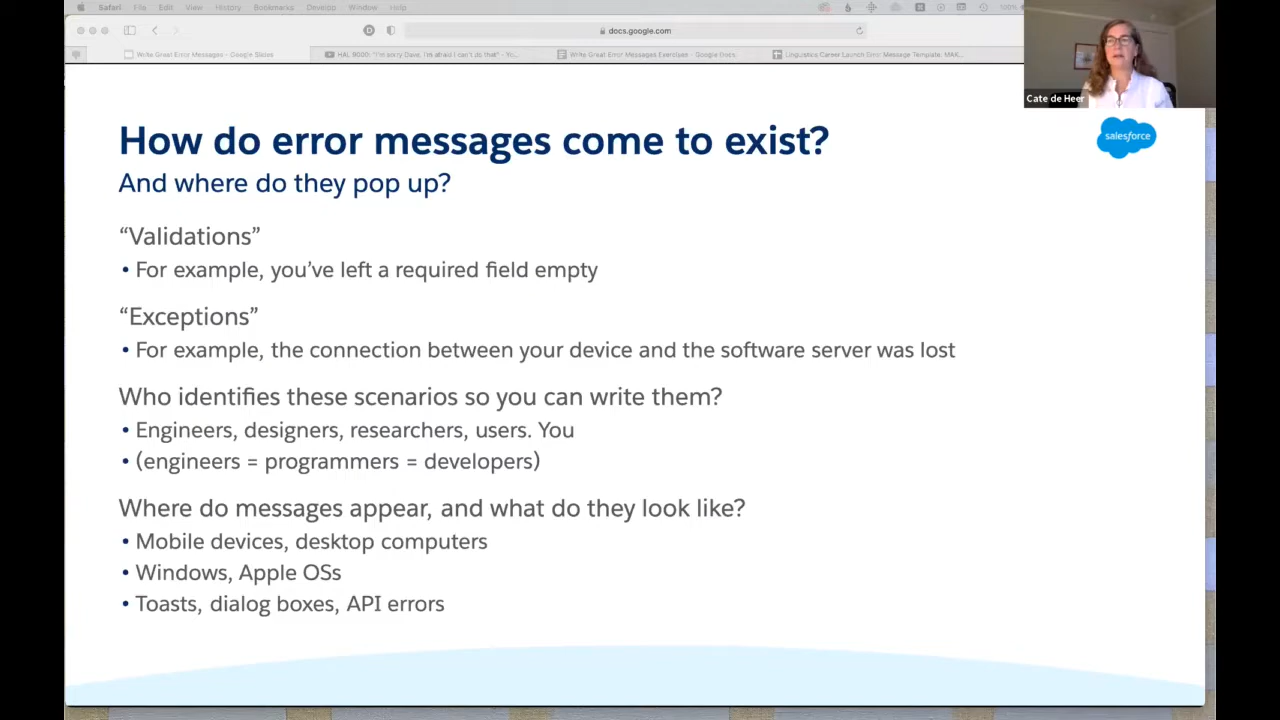 Safari File Edit View History Bookmarks Develop Window Help 100%
docs.google.com
Write Great Error Messages - Google Slides
HAL 9000: "I'm sorry Dave, I'm afraid I can't do that" - Yo...
Write Great Error Messages Exercises - Google Docs
Linguistics Career Launch Error Message Template, MAK...
Cate de Heer
salesforce
How do error messages come to exist?
And where do they pop up?
“Validations”
• For example, you’ve left a required field empty
“Exceptions”
• For example, the connection between your device and the software server was lost
Who identifies these scenarios so you can write them?
• Engineers, designers, researchers, users. You
• (engineers = programmers = developers)
Where do messages appear, and what do they look like?
• Mobile devices, desktop computers
• Windows, Apple OSs
• Toasts, dialog boxes, API errors